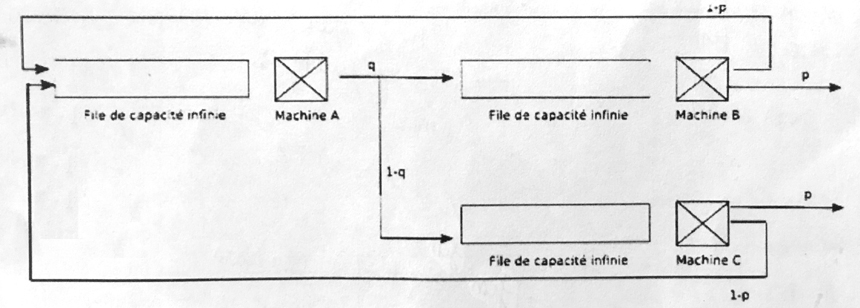 1-p
q
p
File de capacité infinie
Machine A
File de capacité infinie
Machine B
1-q
p
File de capacité infinie
Machine C
1-p